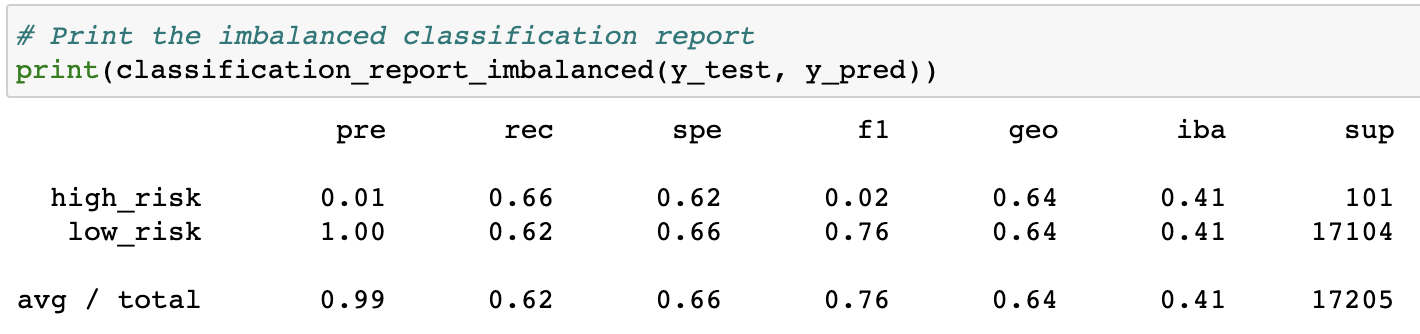 # Print the imbalanced classification report
print(classification_report_imbalanced(y_test, y_pred))
pre rec spe f1 geo iba sup
high_risk 0.01 0.66 0.62 0.02 0.64 0.41 101
low_risk 1.00 0.62 0.66 0.76 0.64 0.41 17104
avg / total 0.99 0.62 0.66 0.76 0.64 0.41 17205